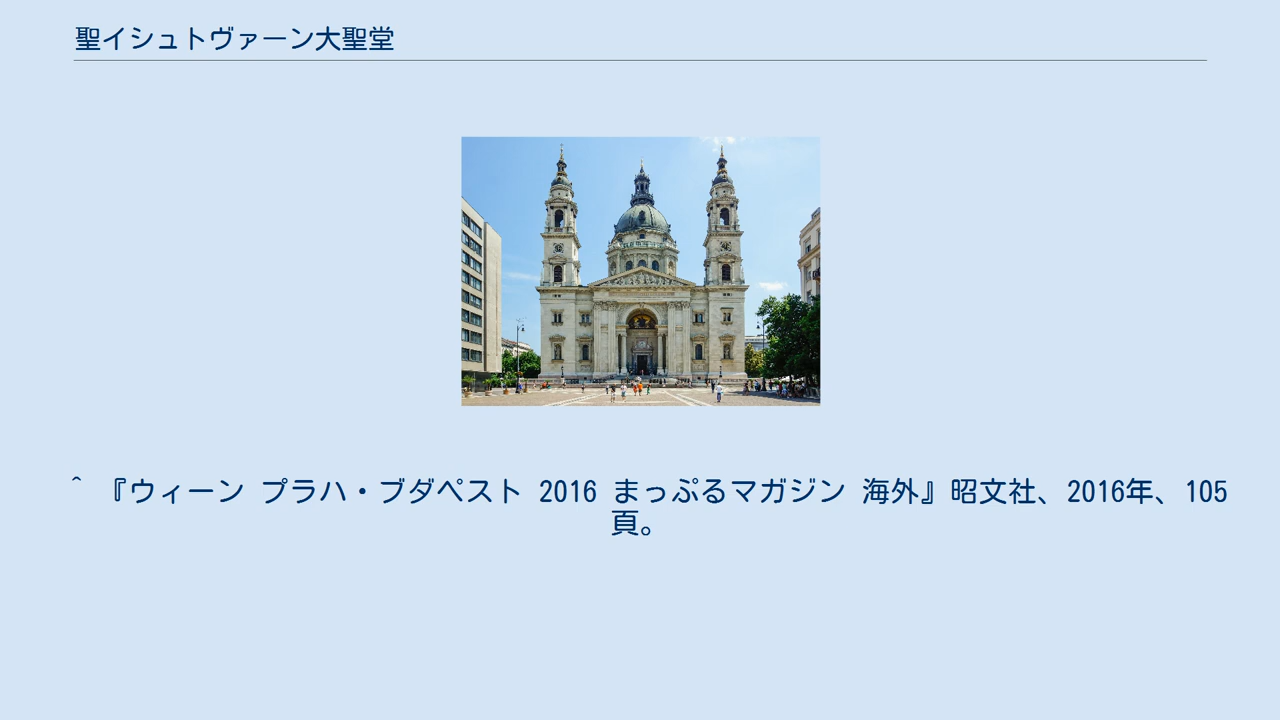 聖イシュトヴァーン大聖堂
^ 『ウィーン プラハ・ブダペスト 2016 まっぷるマガジン 海外』昭文社、2016年、105
頁。